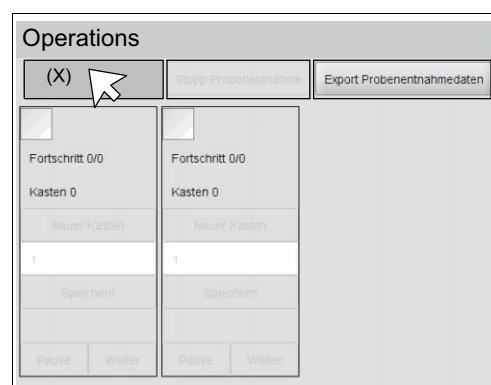 Operations
(X) Stopp Probenentnahme Export Probenentnahmedaten
Fortschritt 0/0 Fortschritt 0/0
Kasten 0 Kasten 0
Neuer Kasten Neuer Kasten
1 1
Speichern Speichern
Pause Weiter Pause Weiter